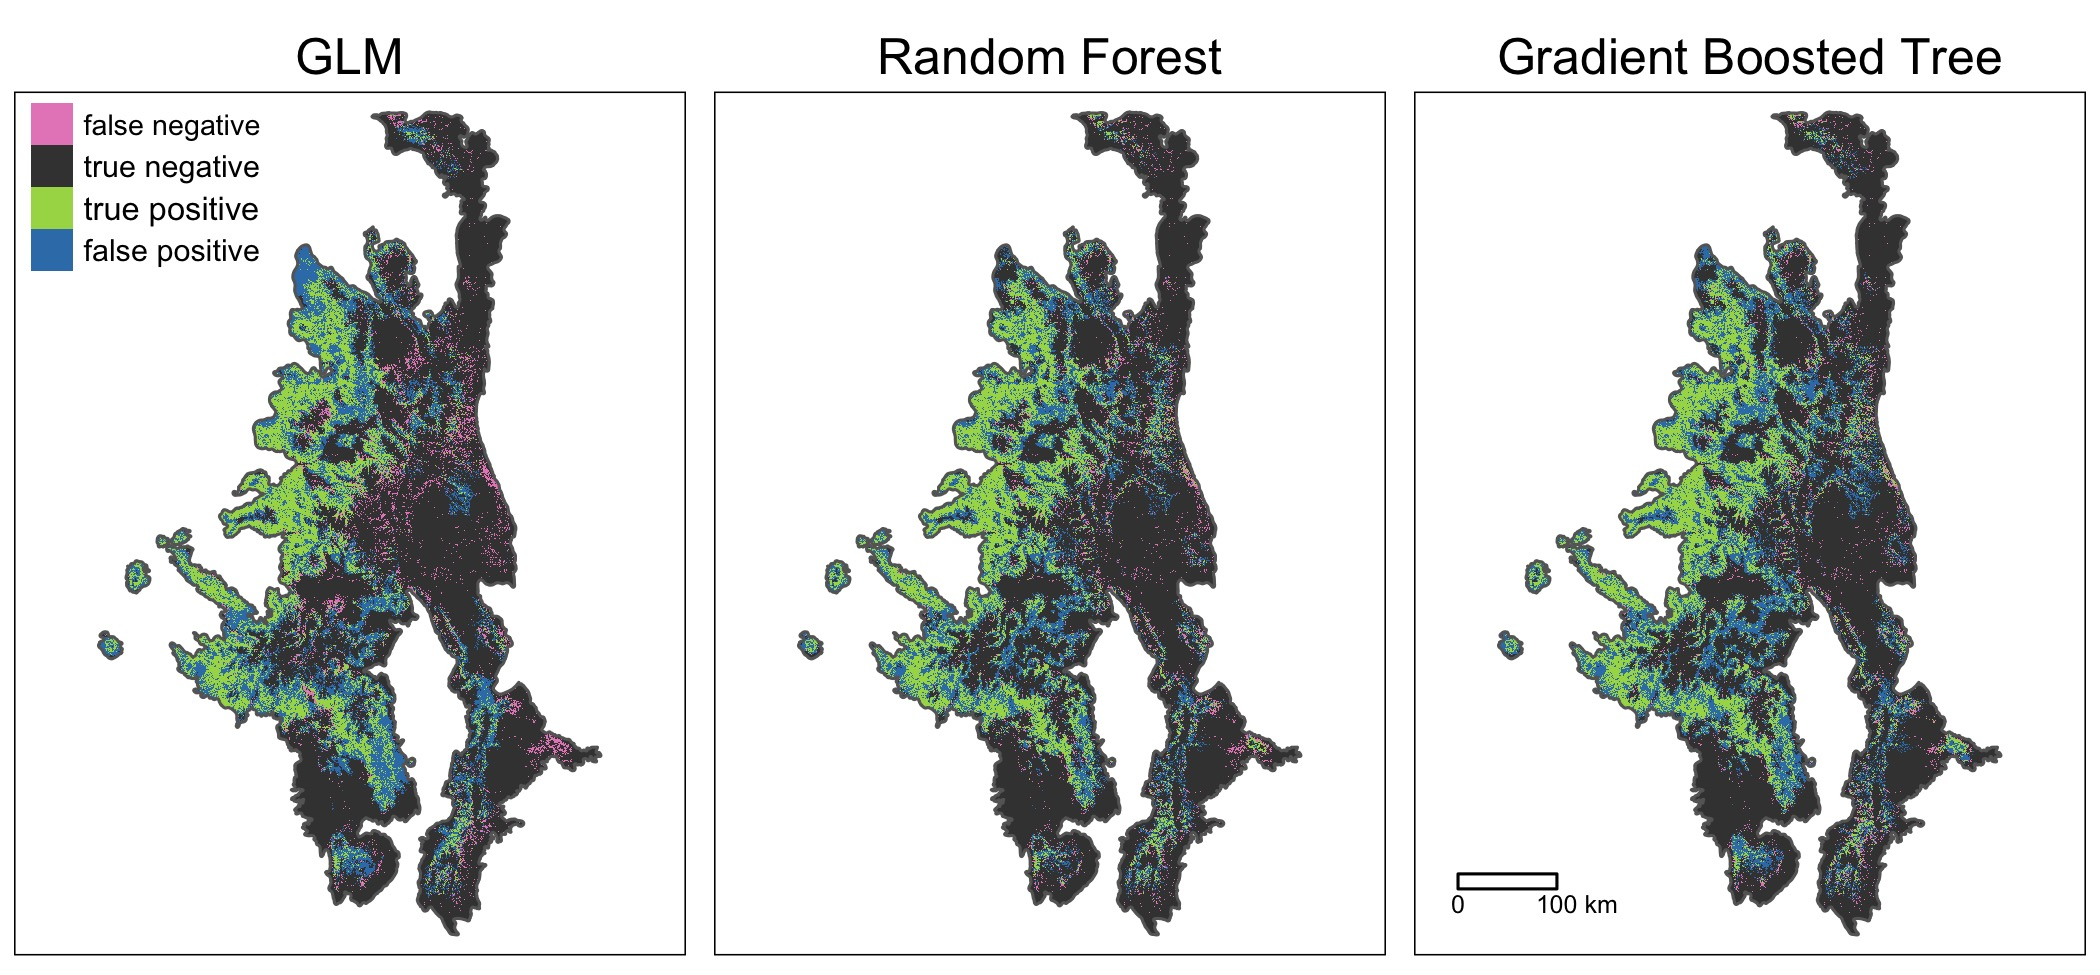 GLM
Random Forest
Gradient Boosted Tree
false negative
true negative
true positive
false positive
0 100 km